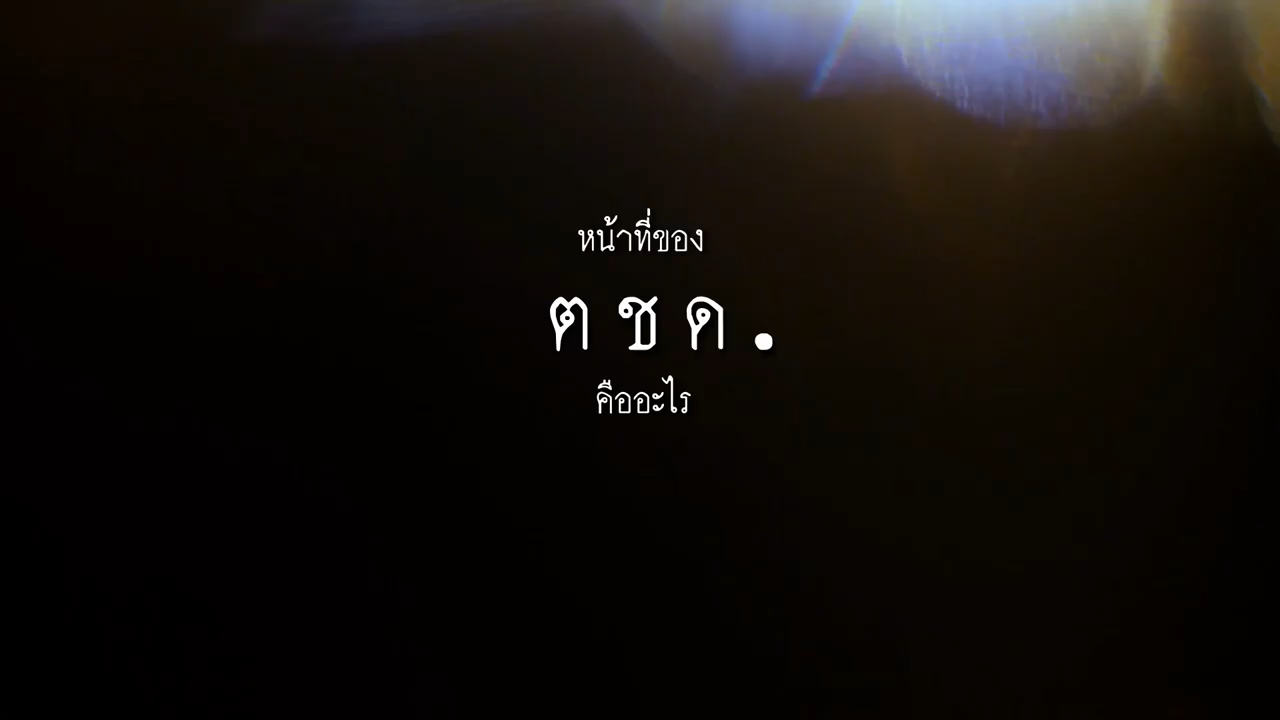 หน้าที่ของ
ต ช ด .
คืออะไร